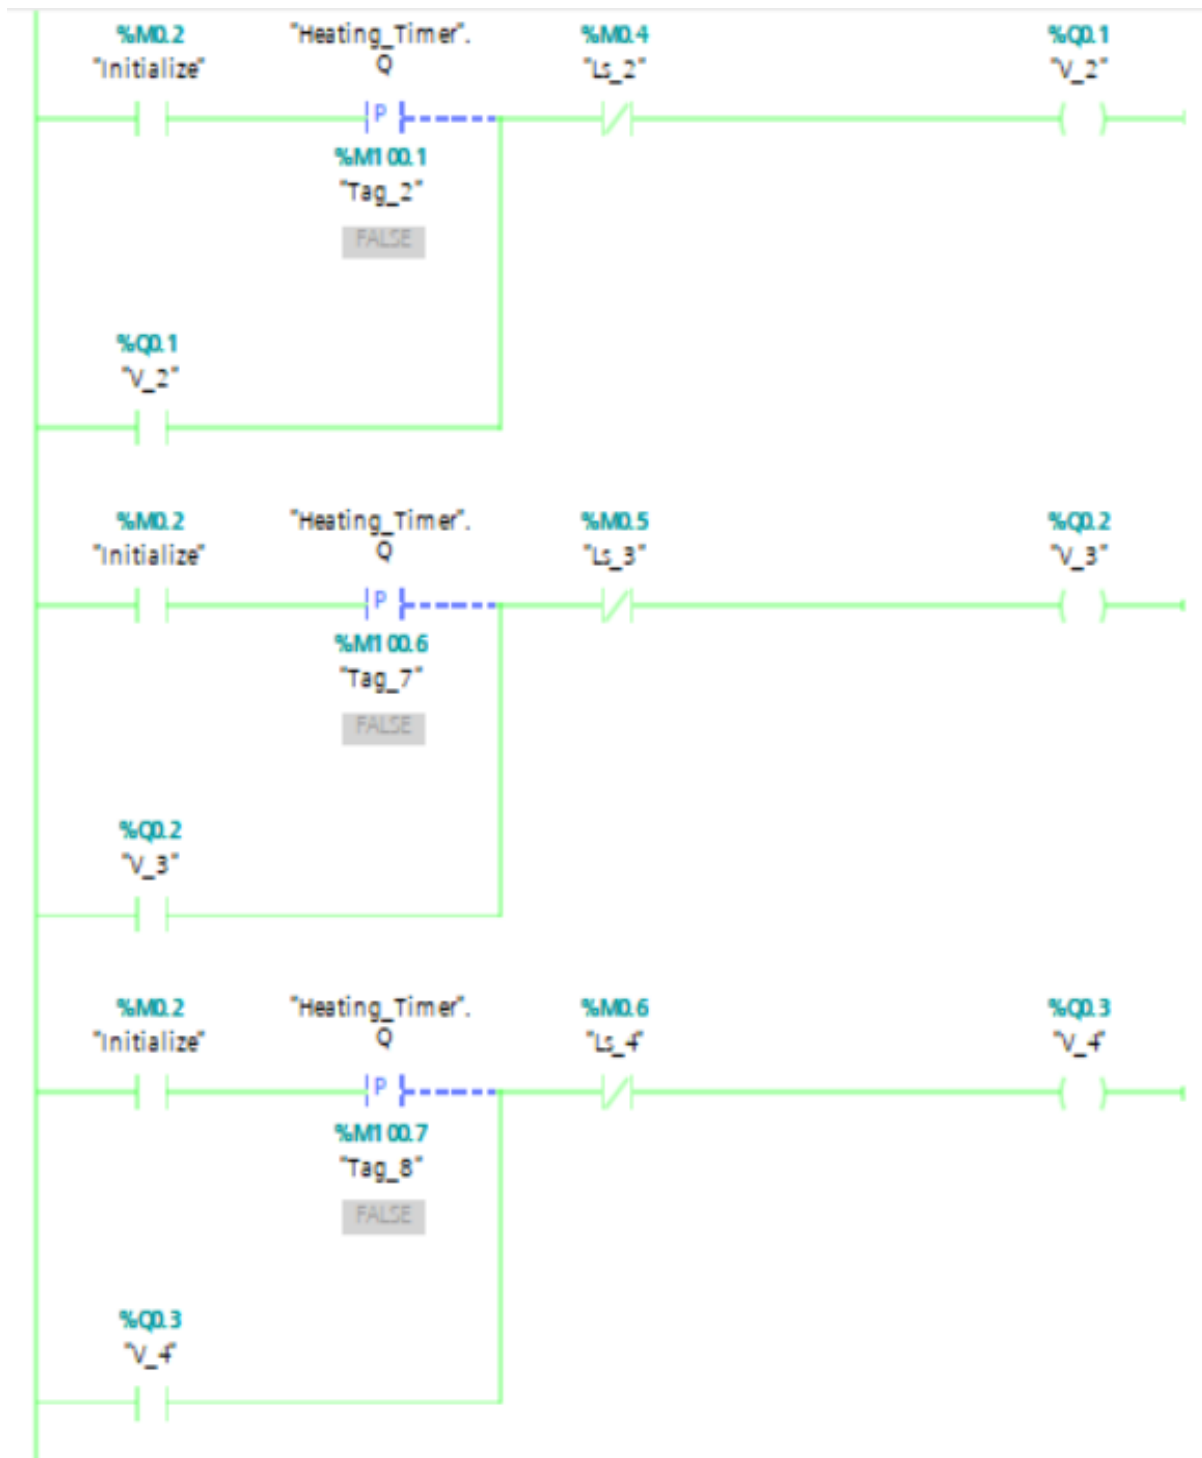 %M0.2 "Heating_Timer". %M0.4 %Q0.1
"Initialize" Q "Ls_2" "V_2"
P
%M100.1
"Tag_2"
FALSE
%Q0.1
"V_2"
%M0.2 "Heating_Timer". %M0.5 %Q0.2
"Initialize" Q "Ls_3" "V_3"
P
%M100.6
"Tag_7"
FALSE
%Q0.2
"V_3"
%M0.2 "Heating_Timer". %M0.6 %Q0.3
"Initialize" Q "Ls_4" "V_4"
P
%M100.7
"Tag_8"
FALSE
%Q0.3
"V_4"